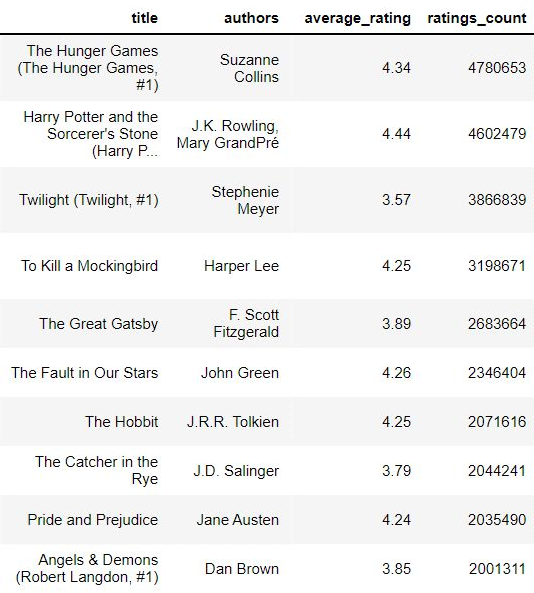 title authors average_rating ratings_count
The Hunger Games
(The Hunger Games,
#1)
Suzanne
Collins
4.34
4780653
Harry Potter and the
Sorcerer's Stone
(Harry P...
J.K. Rowling,
Mary GrandPré
4.44
4602479
Twilight (Twilight, #1)
Stephenie
Meyer
3.57
3866839
To Kill a Mockingbird Harper Lee 4.25 3198671
The Great Gatsby
F. Scott
Fitzgerald
3.89
2683664
The Fault in Our Stars John Green 4.26 2346404
The Hobbit J.R.R. Tolkien 4.25 2071616
The Catcher in the
Rye
J.D. Salinger
3.79
2044241
Pride and Prejudice Jane Austen 4.24 2035490
Angels & Demons
(Robert Langdon, #1)
Dan Brown
3.85
2001311